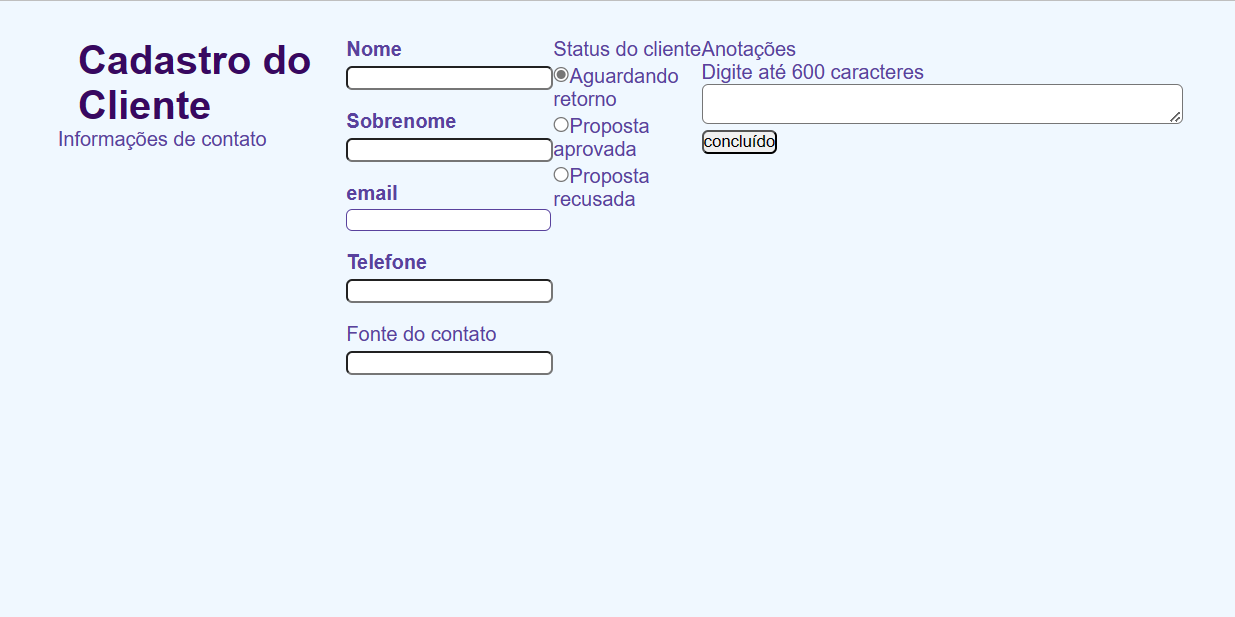 Cadastro do
Cliente
Informações de contato
Nome
Sobrenome
email
Telefone
Fonte do contato
Status do cliente
Aguardando
retorno
Proposta
aprovada
Proposta
recusada
Anotações
Digite até 600 caracteres
concluído